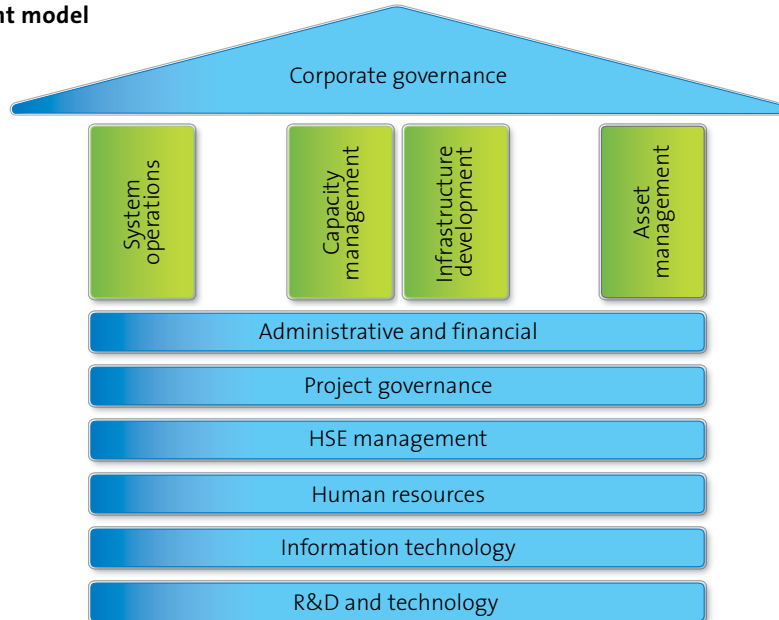 nt model
Corporate governance
System
operations
Capacity
management
Infrastructure
development
Asset
management
Administrative and financial
Project governance
HSE management
Human resources
Information technology
R&D and technology